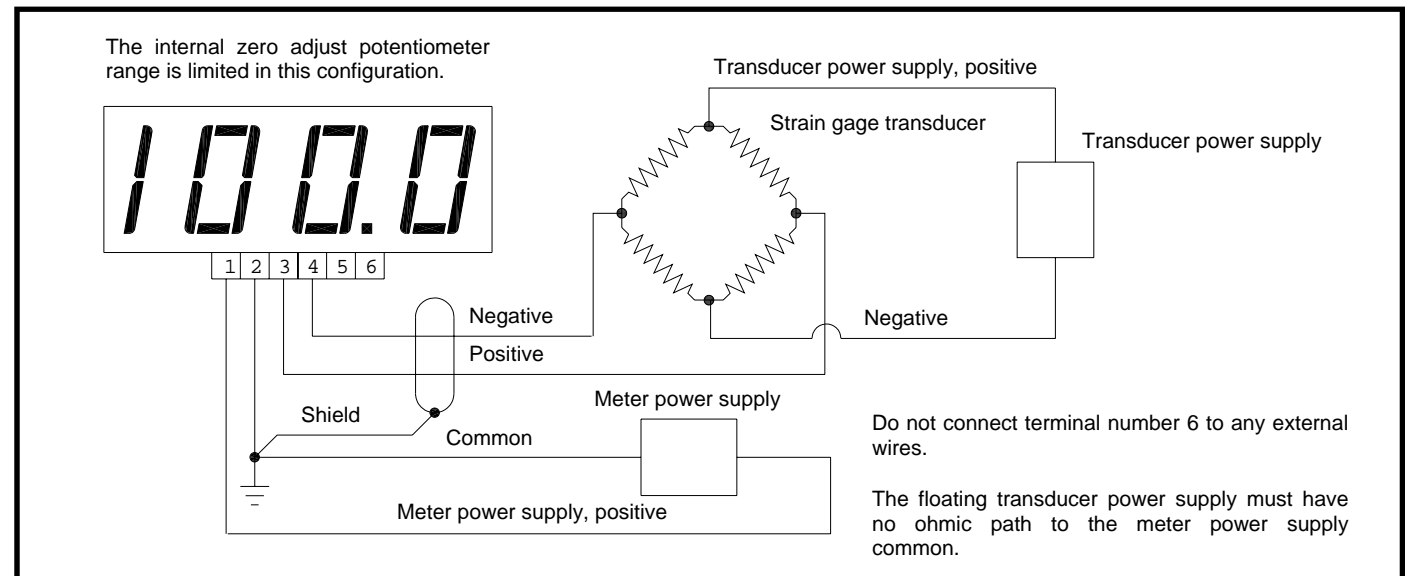 The internal zero adjust potentiometer
range is limited in this configuration.
Transducer power supply, positive
Strain gage transducer
Transducer power supply
100.0
1 2 3 4 5 6
Negative
Negative
Positive
Meter power supply
Shield
Common
Meter power supply, positive
Do not connect terminal number 6 to any external
wires.
The floating transducer power supply must have
no ohmic path to the meter power supply
common.